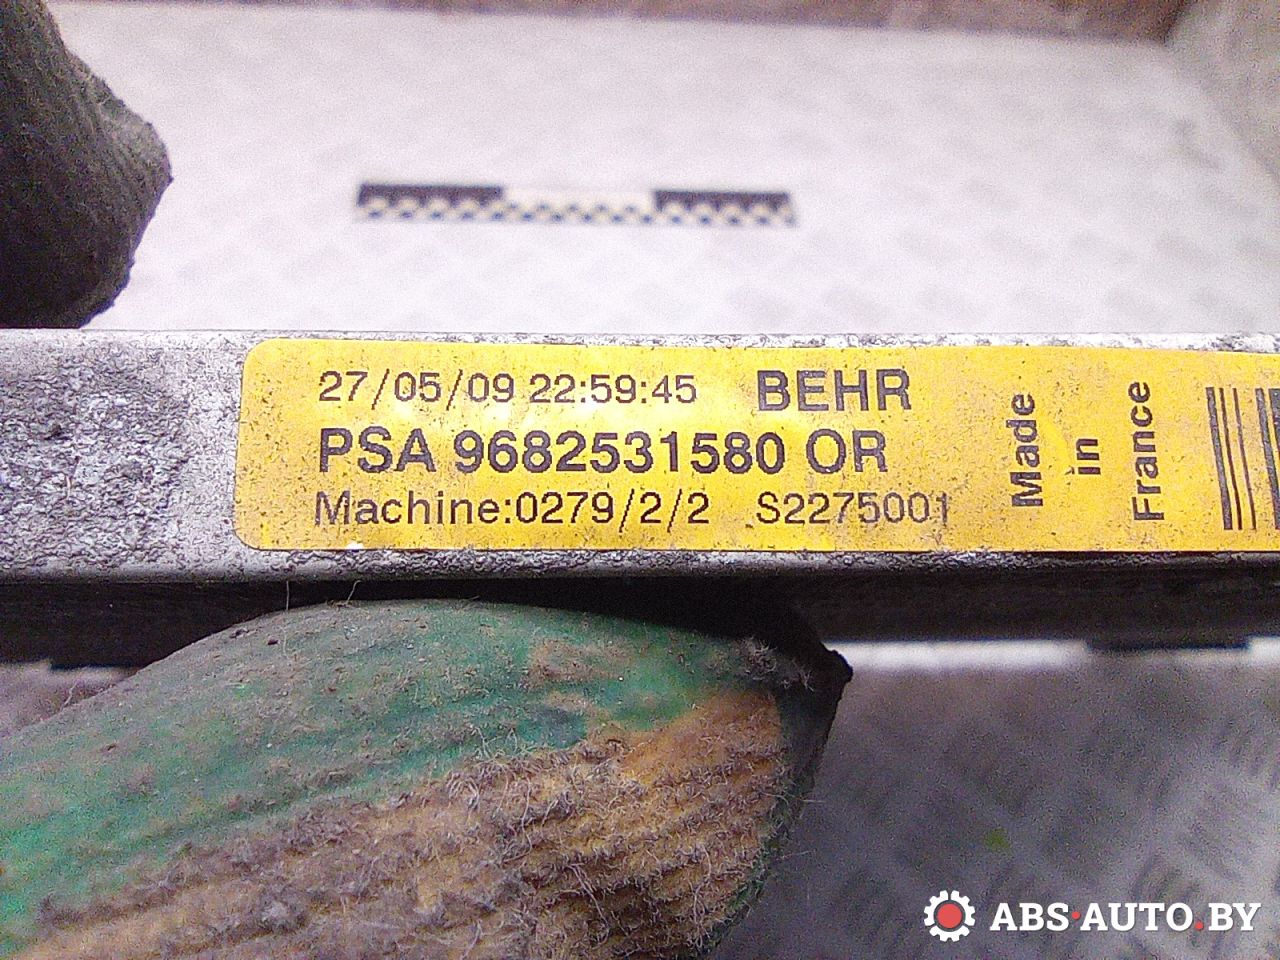 27/05/09 22:59:45 BEHR
PSA 9682531580 OR
Machine:0279/2/2 S2275001
Made
in
France
ABS·AUTO.BY